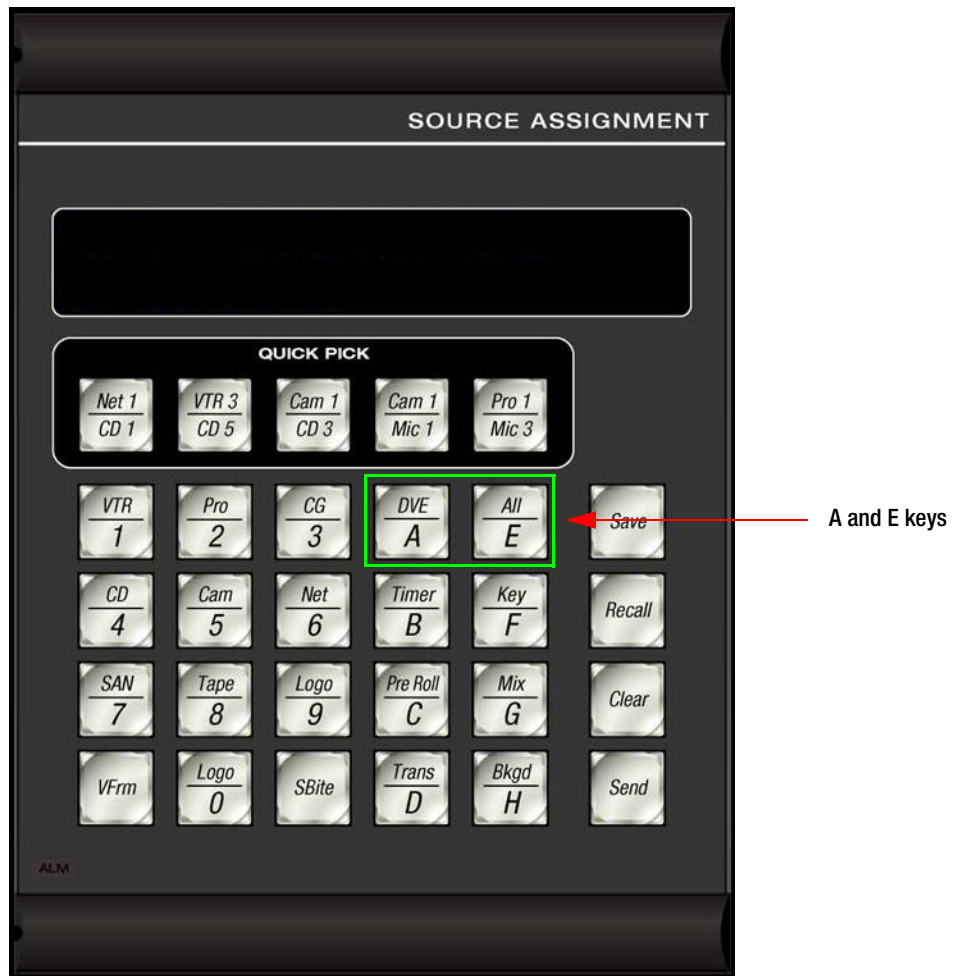 SOURCE ASSIGNMENT
QUICK PICK
Net 1
CD 1
VTR 3
CD 5
Cam 1
CD 3
Cam 1
Mic 1
Pro 1
Mic 3
VTR
1
Pro
2
CG
3
DVE
A
All
E
Save
A and E keys
CD
4
Cam
5
Net
6
Timer
B
Key
F
Recall
SAN
7
Tape
8
Logo
9
Pre Roll
C
Mix
G
Clear
VFrm
Logo
0
SBite
Trans
D
Bkgd
H
Send
ALM